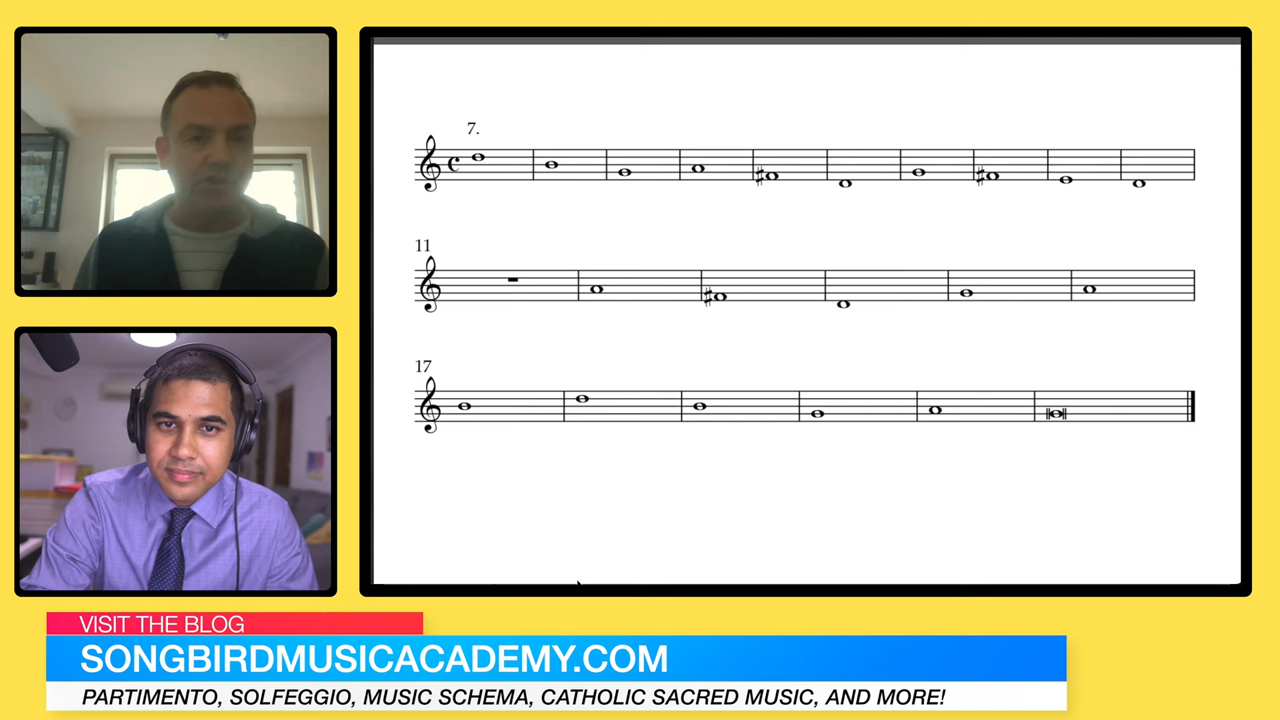 7.
11
17
VISIT THE BLOG
SONGBIRDMUSICACADEMY.COM
PARTIMENTO, SOLFEGGIO, MUSIC SCHEMA, CATHOLIC SACRED MUSIC, AND MORE!